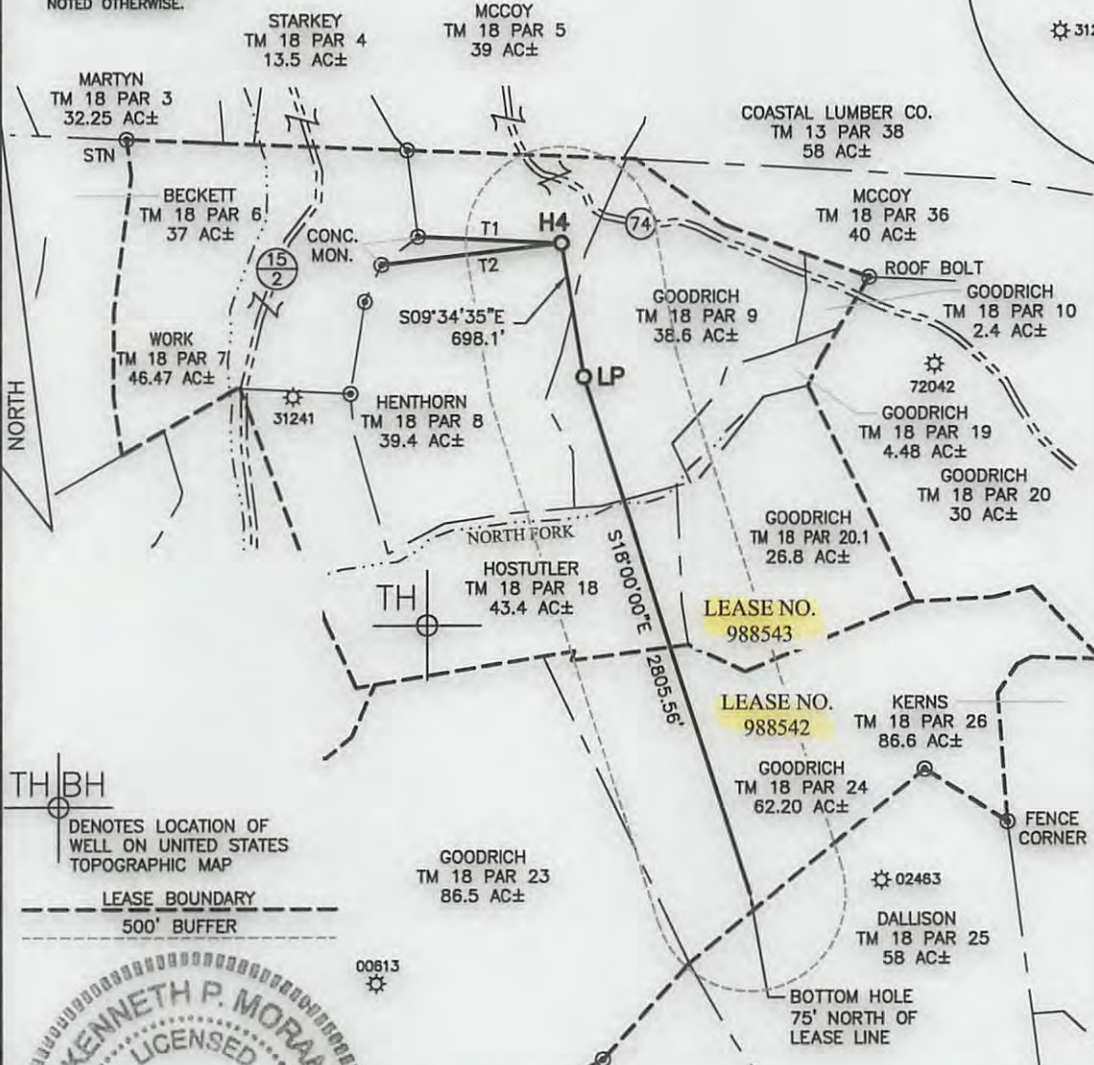 NOTED OTHERWISE.
STARKEY
TM 18 PAR 4
13.5 AC±
MCCOY
TM 18 PAR 5
39 AC±
MARTYN
TM 18 PAR 3
32.25 AC±
STN
COASTAL LUMBER CO.
TM 13 PAR 38
58 AC±
BECKETT
TM 18 PAR 6
37 AC±
CONC.
MON.
T1
T2
H4
74
MCCOY
TM 18 PAR 36
40 AC±
ROOF BOLT
15
2
S09°34'35"E
698.1'
GOODRICH
TM 18 PAR 9
38.6 AC±
GOODRICH
TM 18 PAR 10
2.4 AC±
NORTH
WORK
TM 18 PAR 7
46.47 AC±
31241
HENTHORN
TM 18 PAR 8
39.4 AC±
LP
72042
GOODRICH
TM 18 PAR 19
4.48 AC±
GOODRICH
TM 18 PAR 20
30 AC±
NORTH FORK
GOODRICH
TM 18 PAR 20.1
26.8 AC±
HOSTUTLER
TM 18 PAR 18
43.4 AC±
TH
S18°00'00"E 2805.56'
LEASE NO.
988543
LEASE NO.
988542
KERNS
TM 18 PAR 26
86.6 AC±
GOODRICH
TM 18 PAR 24
62.20 AC±
FENCE
CORNER
TH BH
DENOTES LOCATION OF
WELL ON UNITED STATES
TOPOGRAPHIC MAP
LEASE BOUNDARY
500' BUFFER
GOODRICH
TM 18 PAR 23
86.5 AC±
02463
DALLISON
TM 18 PAR 25
58 AC±
00613
BOTTOM HOLE
75' NORTH OF
LEASE LINE
KENNETH P. MORAN
LICENSED